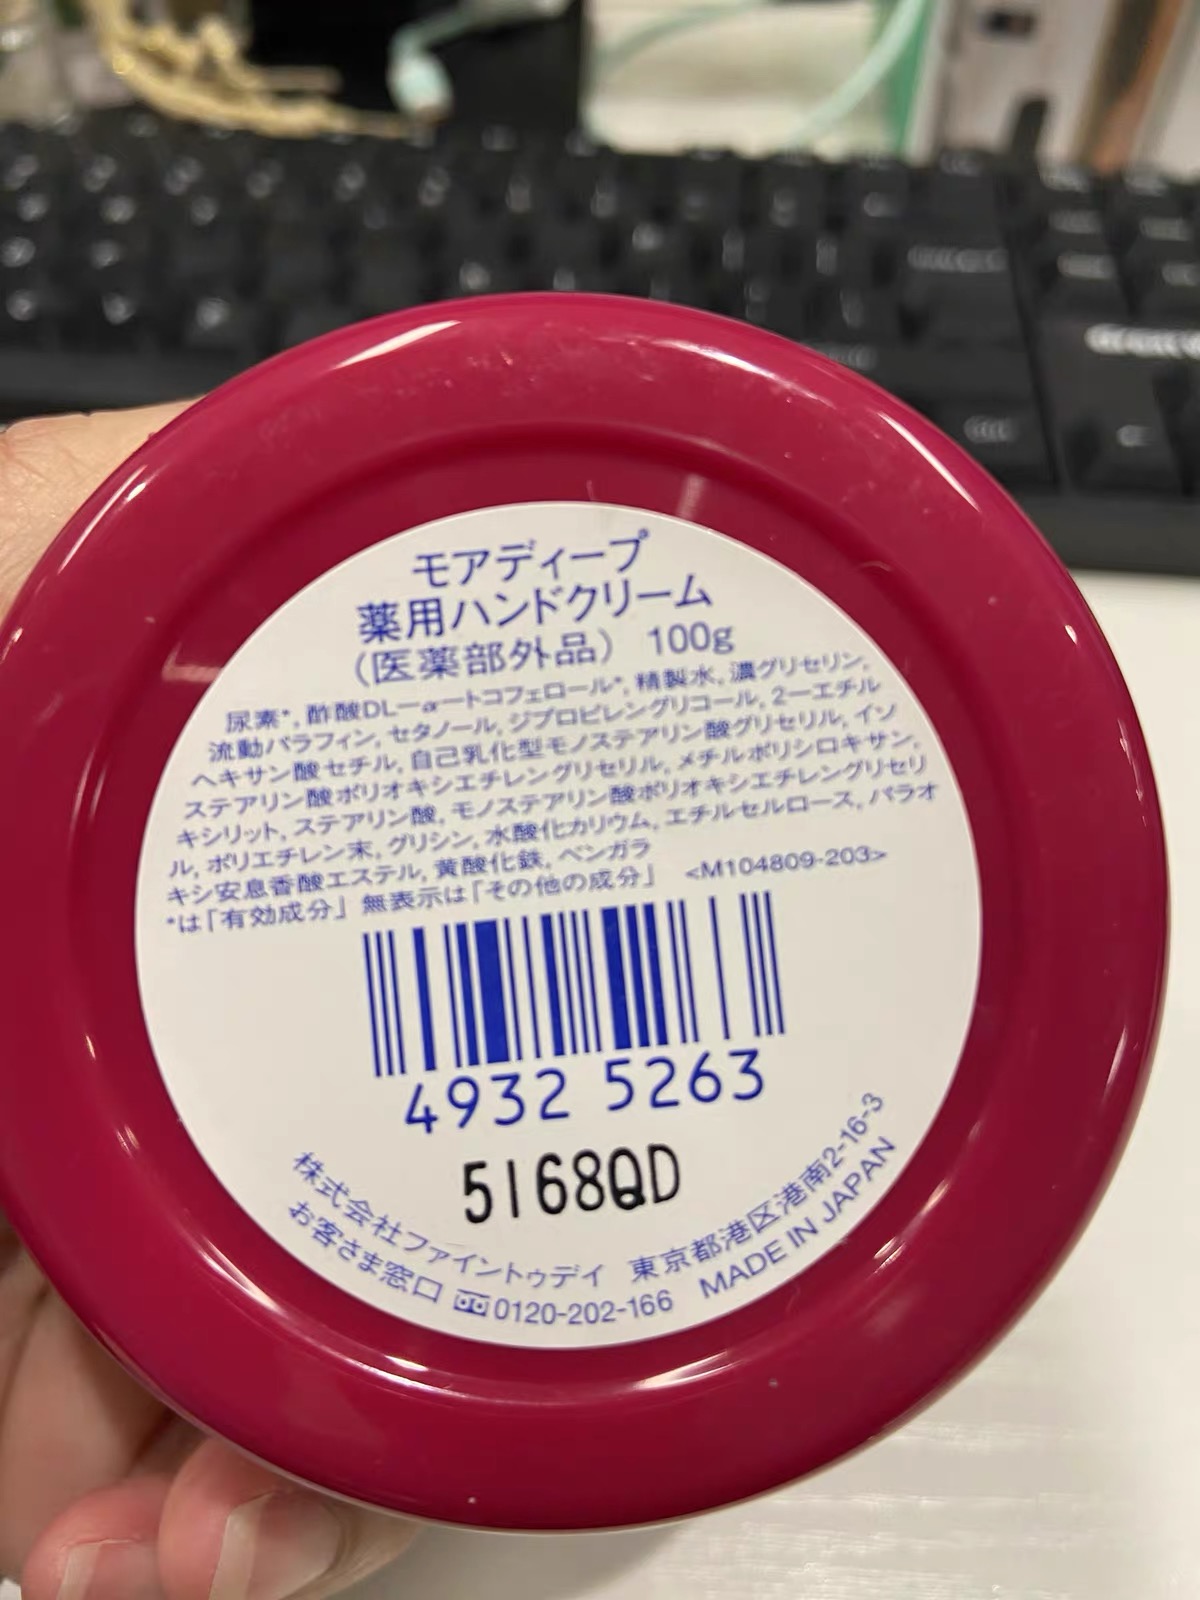 モアディープ
薬用ハンドクリーム
(医薬部外品) 100g
尿素*, 酢酸DL-α-トコフェロール*, 精製水, 濃グリセリン,
流動パラフィン, セタノール, ジプロピレングリコール, 2-エチル
ヘキサン酸セチル, 自己乳化型モノステアリン酸グリセリル, イソ
ステアリン酸ポリオキシエチレングリセリル, メチルポリシロキサン,
キシリット, ステアリン酸, モノステアリン酸ポリオキシエチレングリセリ
ル, ポリエチレン末, グリシン, 水酸化カリウム, エチルセルロース, パラオ
キシ安息香酸エステル, 黄酸化鉄, ベンガラ
*は「有効成分」無表示は「その他の成分」 <M104809-203>
4932 5263
5168QD
株式会社ファイントゥデイ 東京都港区港南2-16-3
お客さま窓口 0120-202-166 MADE IN JAPAN